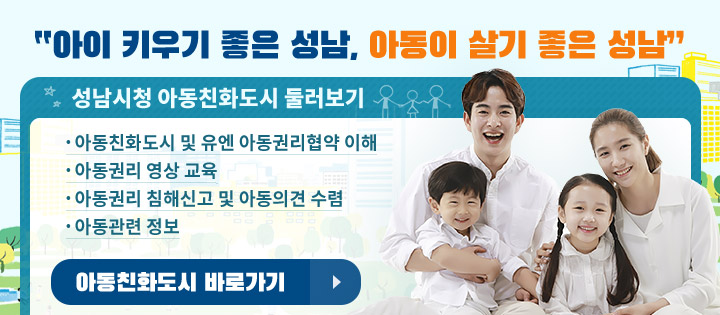 “아이 키우기 좋은 성남, 아동이 살기 좋은 성남”
성남시청 아동친화도시 둘러보기
· 아동친화도시 및 유엔 아동권리협약 이해
· 아동권리 영상 교육
· 아동권리 침해신고 및 아동의견 수렴
· 아동관련 정보
아동친화도시 바로가기